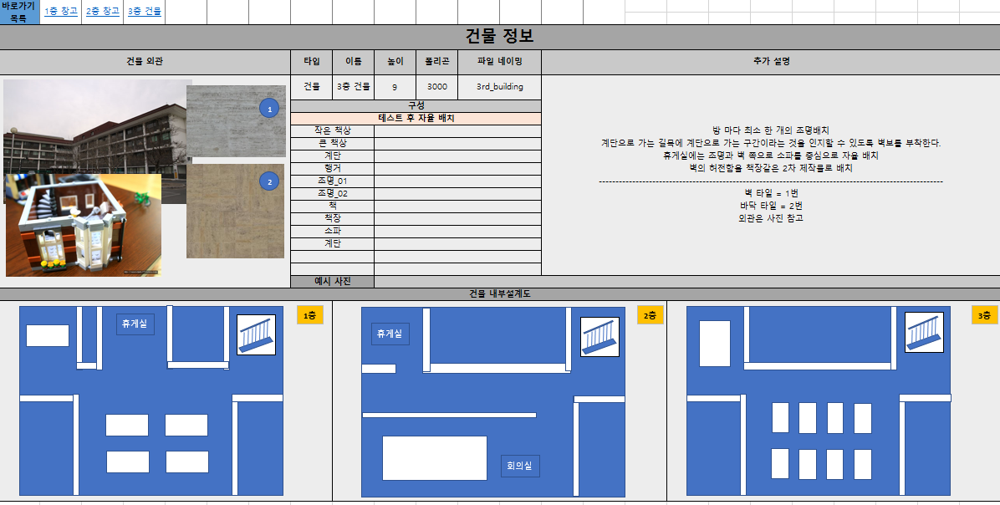 바로가기 목록
1층 창고 2층 창고 3층 건물
건물 정보
건물 외관 타입 이름 높이 폴리곤 파일 네이밍 추가 설명
건물 3층 건물 9 3000 3rd_building
1
2
구성
테스트 후 자율 배치
작은 책상
큰 책상
계단
행거
조명_01
조명_02
책
책장
소파
계단
방 마다 최소 한 개의 조명배치
계단으로 가는 길목에 계단으로 가는 구간이라는 것을 인지할 수 있도록 벽보를 부착한다.
휴게실에는 조명과 벽 쪽으로 소파를 중심으로 자율 배치
벽의 허전함을 책장같은 2차 제작물로 배치
벽 타일 = 1번
바닥 타일 = 2번
외관은 사진 참고
예시 사진
건물 내부설계도
휴게실
1층
휴게실
회의실
2층
3층